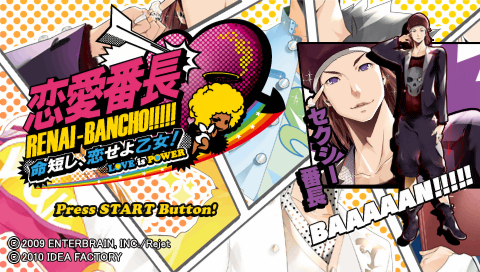 恋愛番長
RENAI-BANCHO!!!!!
命短し、恋せよ乙女!
LOVE is POWER
セクシー番長
BAAAAAN!!!!!
Press START Button!
©2009 ENTERBRAIN, INC./Rejet
©2010 IDEA FACTORY